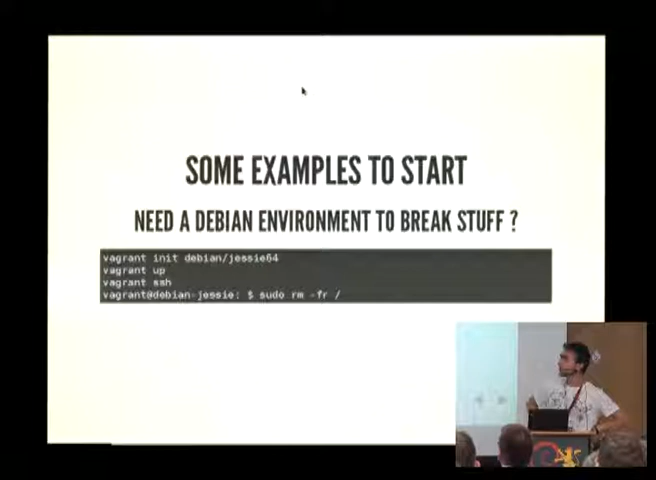 SOME EXAMPLES TO START
NEED A DEBIAN ENVIRONMENT TO BREAK STUFF ?
vagrant init debian/jessie64
vagrant up
vagrant ssh
vagrant@debian-jessie: $ sudo rm -fr /